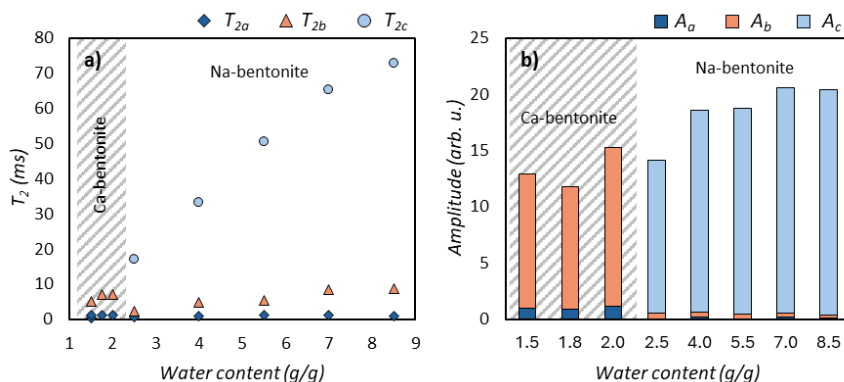 T2a T2b T2c
a)
Na-bentonite
Ca-bentonite
T2 (ms)
80
70
60
50
40
30
20
10
0
1 2 3 4 5 6 7 8 9
Water content (g/g)
Aa Ab Ac
b)
Na-bentonite
Ca-bentonite
Amplitude (arb. u.)
25
20
15
10
5
0
1.5 1.8 2.0 2.5 4.0 5.5 7.0 8.5
Water content (g/g)